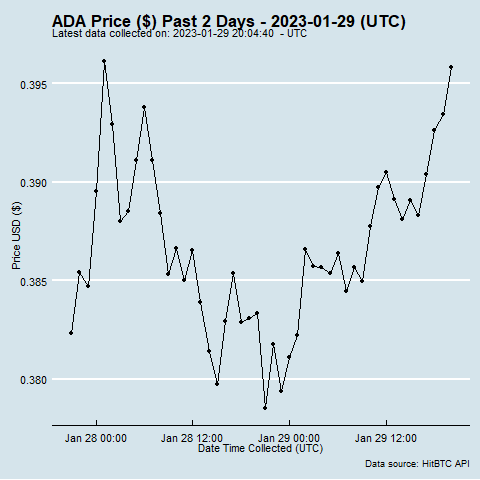 ADA Price ($) Past 2 Days - 2023-01-29 (UTC)
Latest data collected on: 2023-01-29 20:04:40 - UTC
0.395
0.390
0.385
0.380
Price USD ($)
Jan 28 00:00 Jan 28 12:00 Jan 29 00:00 Jan 29 12:00
Date Time Collected (UTC)
Data source: HitBTC API